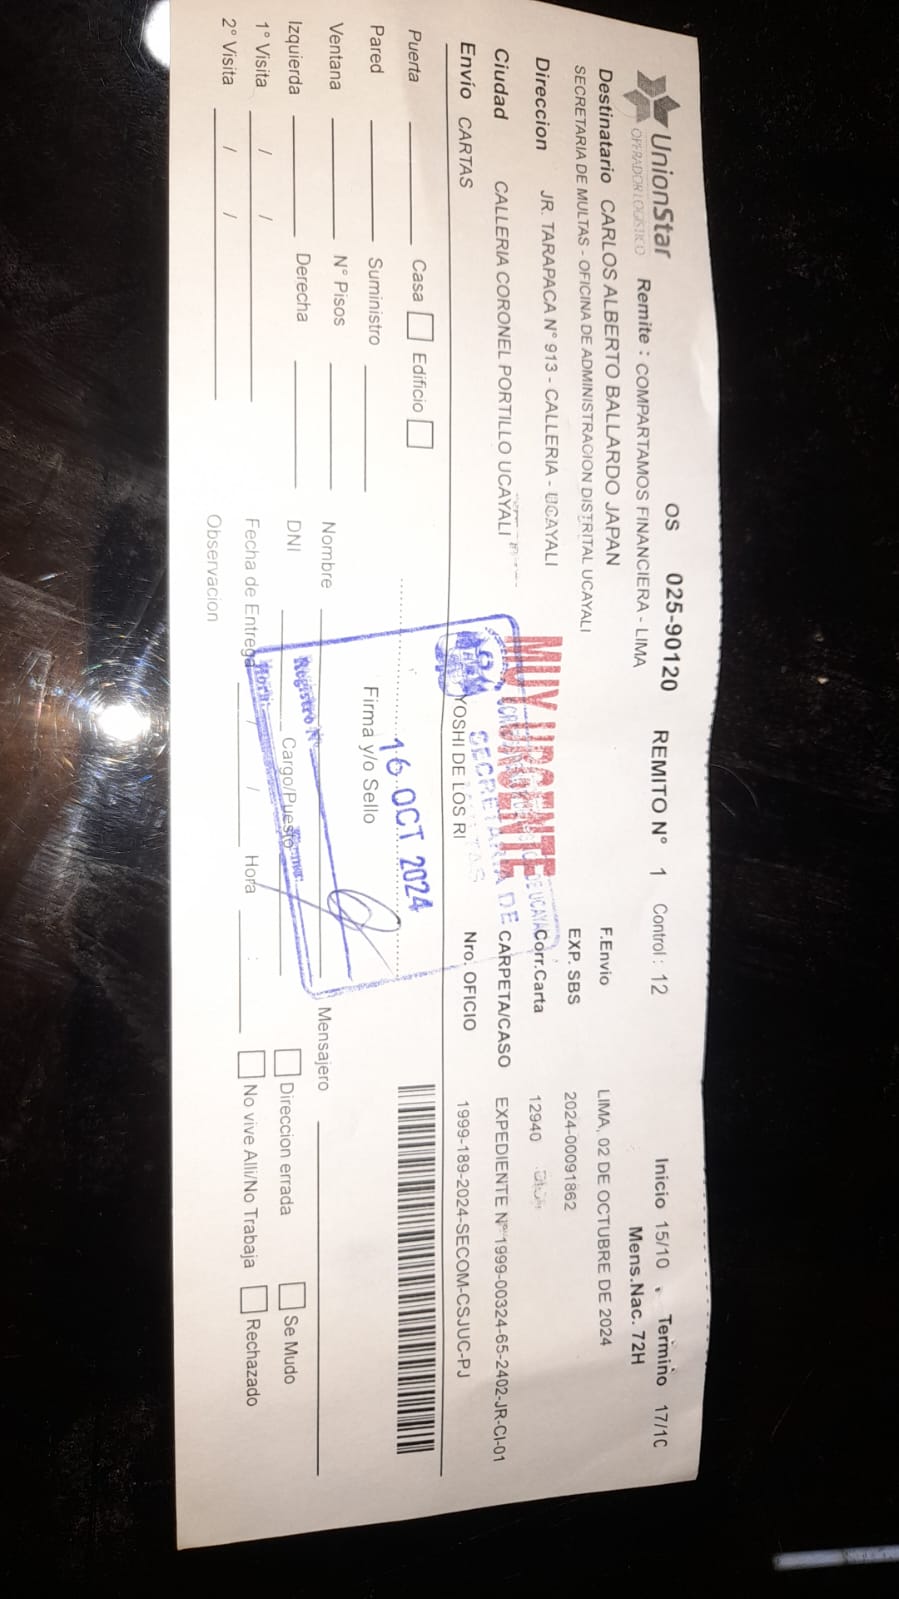 UnionStar OS 025-90120 REMITO N° 1 Control : 12 Inicio 15/10 Termino 17/10
OPERADOR LOGISTICO Remite : COMPARTAMOS FINANCIERA - LIMA Mens.Nac. 72H
Destinatario CARLOS ALBERTO BALLARDO JAPAN F.Envio LIMA, 02 DE OCTUBRE DE 2024
SECRETARIA DE MULTAS - OFICINA DE ADMINISTRACION DISTRITAL UCAYALI EXP. SBS 2024-00091862
Direccion JR. TARAPACA N° 913 - CALLERIA - UCAYALI Corr.Carta 12940
MUY URGENTE
DE UCAYALI
Ciudad CALLERIA CORONEL PORTILLO UCAYALI CARPETA/CASO EXPEDIENTE N° 1999-00324-65-2402-JR-CI-01
SECRETARIA DE
Envío CARTAS YOSHI DE LOS RI Nro. OFICIO 1999-189-2024-SECOM-CSJUC-PJ
Puerta Casa Edificio
16 OCT 2024
Pared Suministro Firma y/o Sello
Ventana N° Pisos Nombre Mensajero
Registro N°
Izquierda Derecha DNI Cargo/Puesto Direccion errada Se Mudo
1° Visita / / Fecha de Entrega / / Hora : No vive Alli/No Trabaja Rechazado
2° Visita / / Observacion